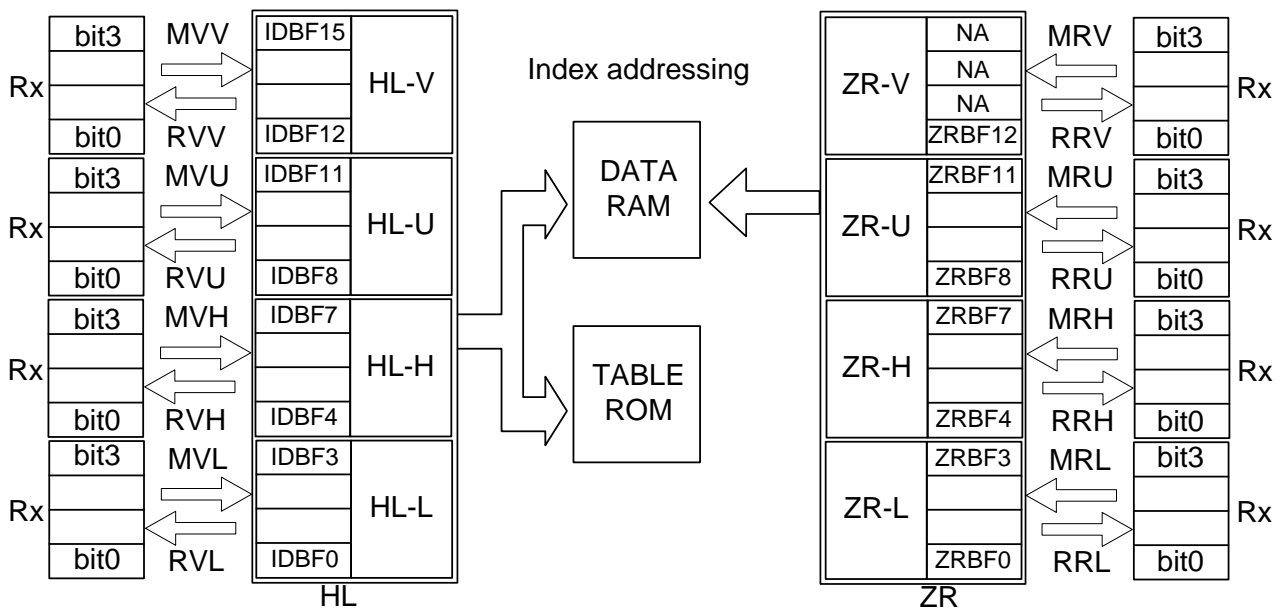 bit3
Rx
bit0
MVV
RVV
IDBF15
IDBF12
HL-V
bit3
Rx
bit0
MVU
RVU
IDBF11
IDBF8
HL-U
bit3
Rx
bit0
MVH
RVH
IDBF7
IDBF4
HL-H
bit3
Rx
bit0
MVL
RVL
IDBF3
IDBF0
HL-L
HL
Index addressing
DATA
RAM
TABLE
ROM
ZR-V
NA
NA
NA
ZRBF12
MRV
RRV
bit3
Rx
bit0
ZR-U
ZRBF11
ZRBF8
MRU
RRU
bit3
Rx
bit0
ZR-H
ZRBF7
ZRBF4
MRH
RRH
bit3
Rx
bit0
ZR-L
ZRBF3
ZRBF0
MRL
RRL
bit3
Rx
bit0
ZR